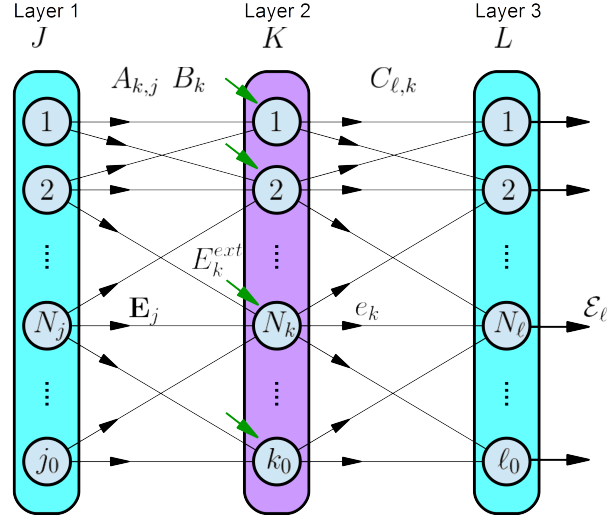 Layer 1 Layer 2 Layer 3
J K L
A_{k,j} B_k C_{ℓ,k}
1 1 1
2 2 2
E_k^{ext}
𝐄_j e_k ℰ_ℓ
N_j N_k N_ℓ
j_0 k_0 ℓ_0